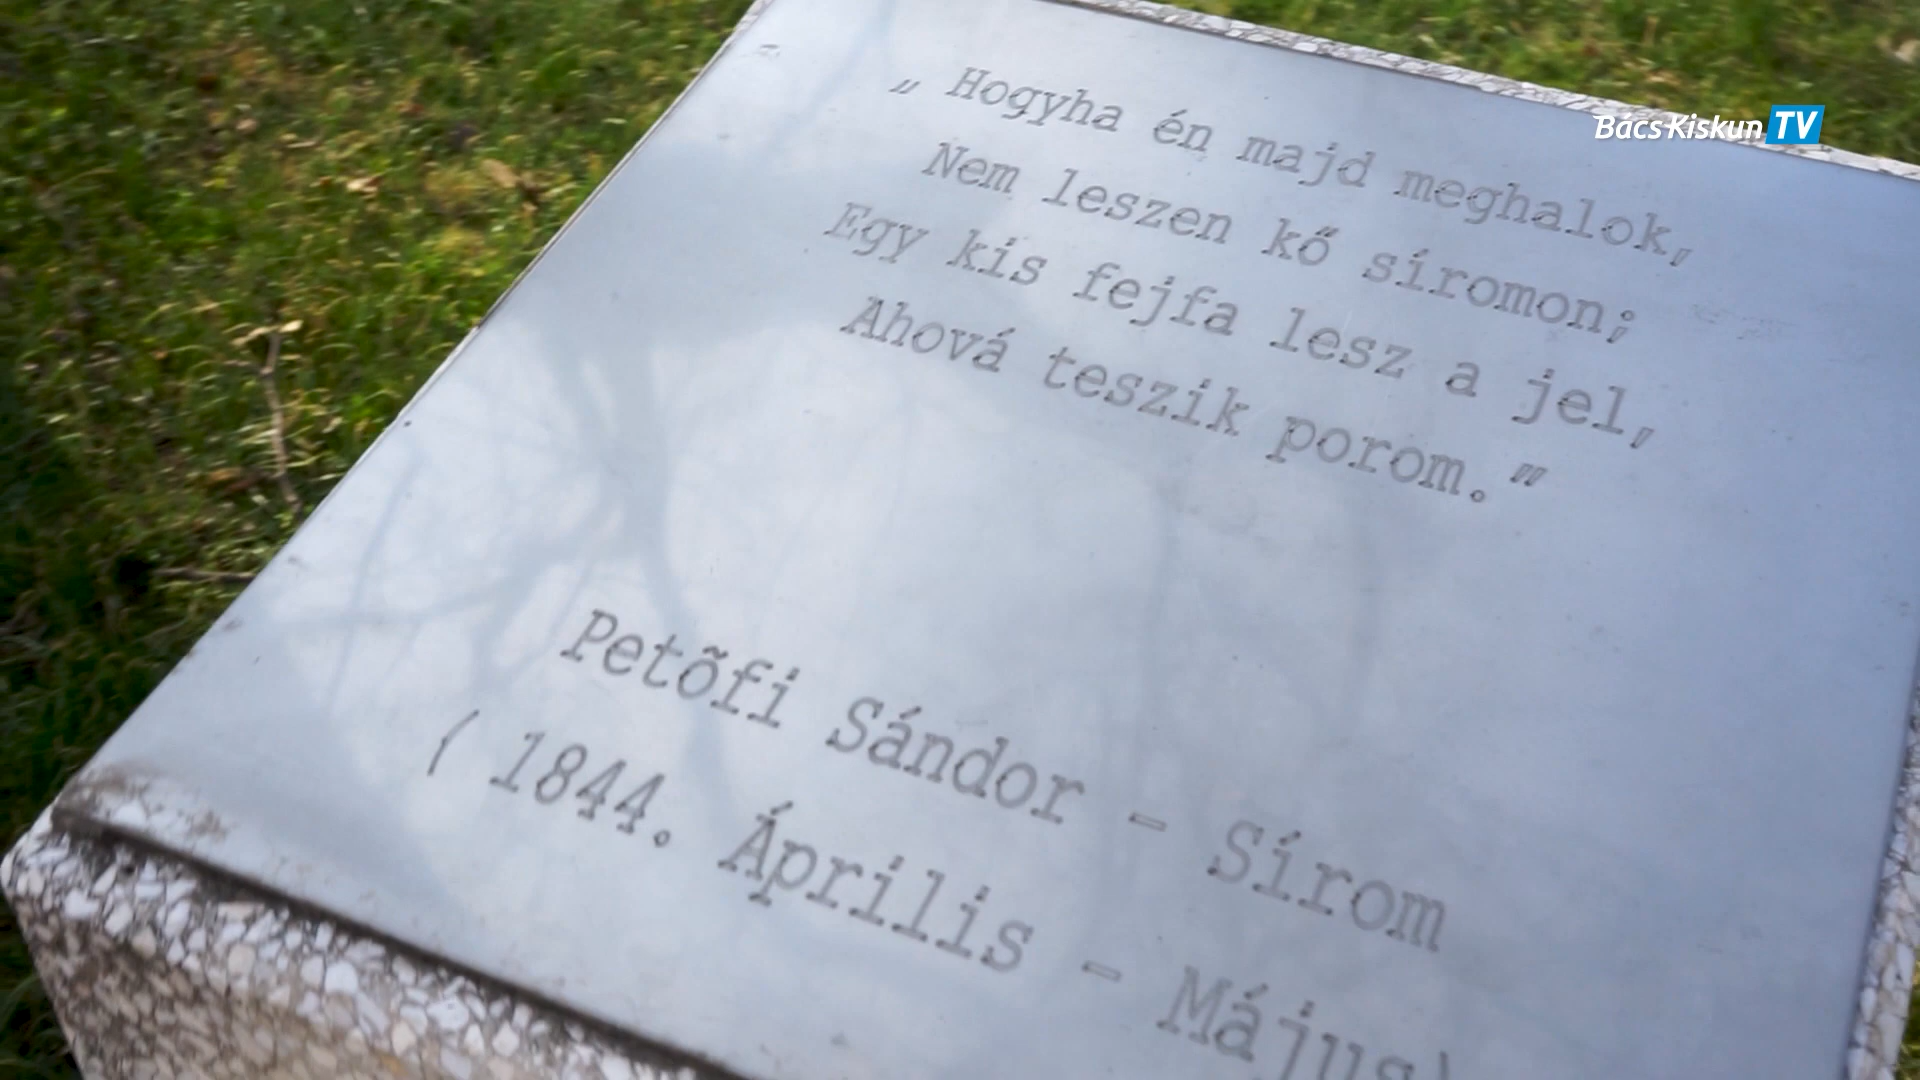 Bács Kiskun TV
„ Hogyha én majd meghalok,
Nem leszen kő síromon;
Egy kis fejfa lesz a jel,
Ahová teszik porom.”
Petõfi Sándor - Sírom
( 1844. Április - Május)